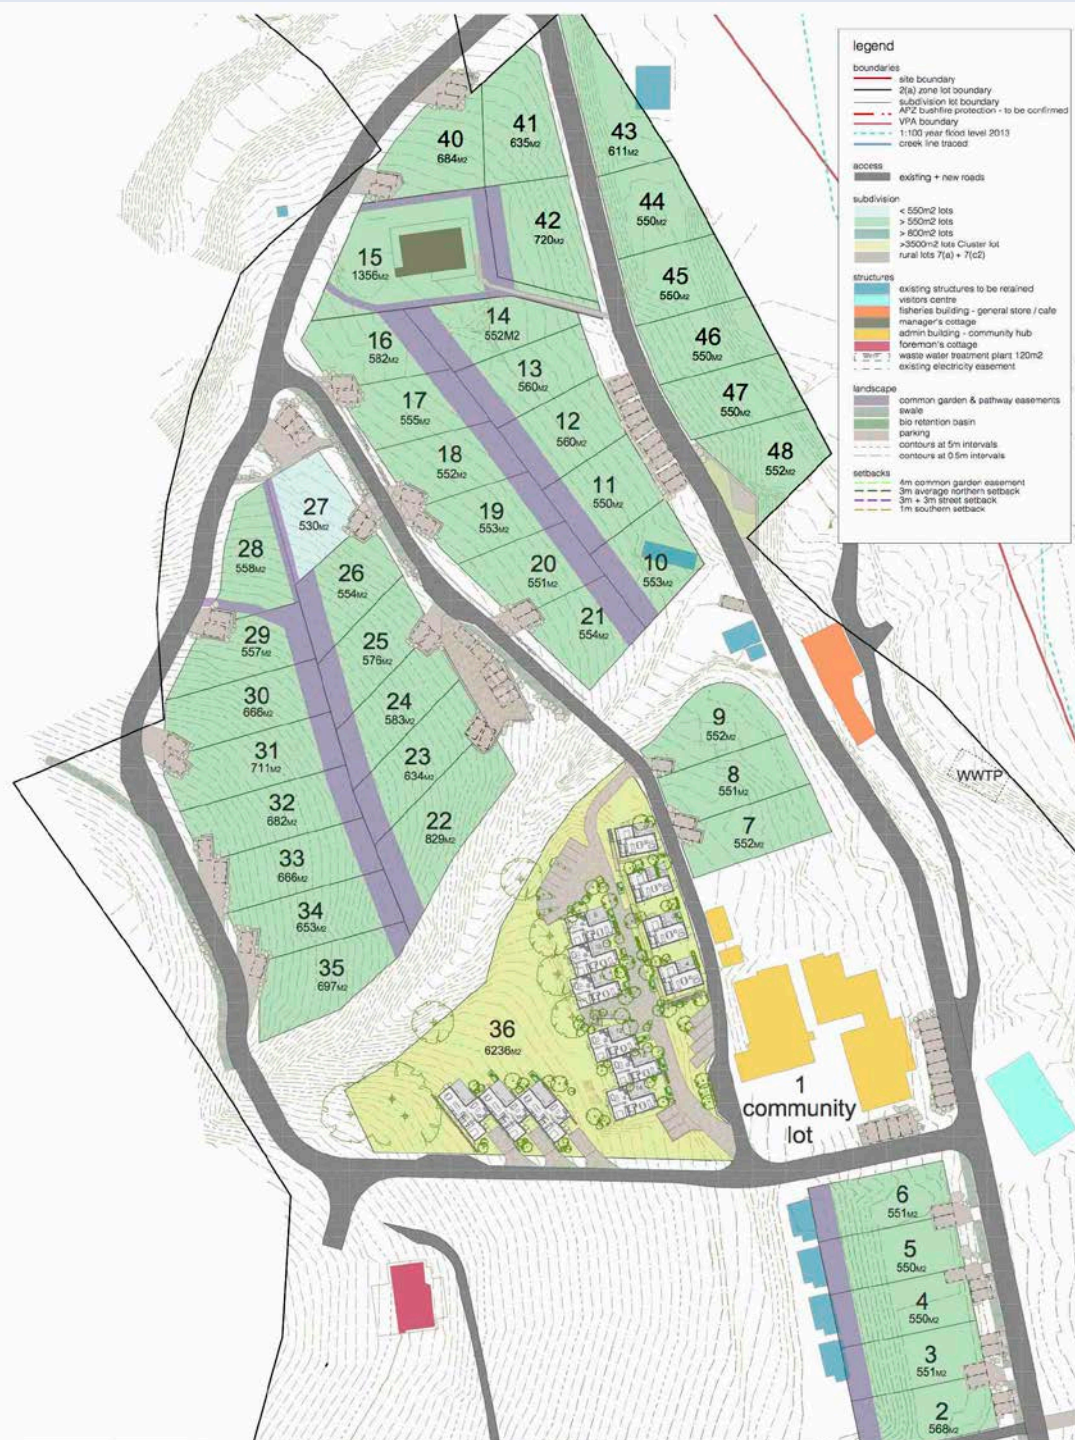 legend
boundaries
site boundary
2(a) zone lot boundary
subdivision lot boundary
APZ bushfire protection - to be confirmed
VPA boundary
1:100 year flood level 2013
creek line traced
access
existing + new roads
subdivision
< 550m2 lots
> 550m2 lots
> 600m2 lots
>3500m2 lots Cluster lot
rural lots 7(a) + 7(c2)
structures
existing structures to be retained
visitors centre
fisheries building - general store / cafe
manager's cottage
admin building - community hub
foreman's cottage
waste water treatment plant 120m2
existing electricity easement
landscape
common garden & pathway easements
swale
bio retention basin
parking
contours at 5m intervals
contours at 0.5m intervals
setbacks
4m common garden easement
3m average northern setback
3m + 3m street setback
1m southern setback
40
684M2
41
635M2
43
611M2
44
550M2
42
720M2
15
1356M2
45
550M2
14
552M2
16
582M2
46
550M2
13
560M2
17
555M2
47
550M2
12
560M2
18
552M2
48
552M2
11
550M2
19
553M2
27
530M2
28
558M2
10
553M2
20
551M2
26
554M2
21
554M2
29
557M2
25
576M2
30
666M2
24
583M2
9
552M2
31
711M2
23
634M2
8
551M2
WWTP
32
682M2
22
829M2
7
552M2
33
666M2
34
653M2
35
697M2
36
6236M2
1
community
lot
6
551M2
5
550M2
4
550M2
3
551M2
2
568M2